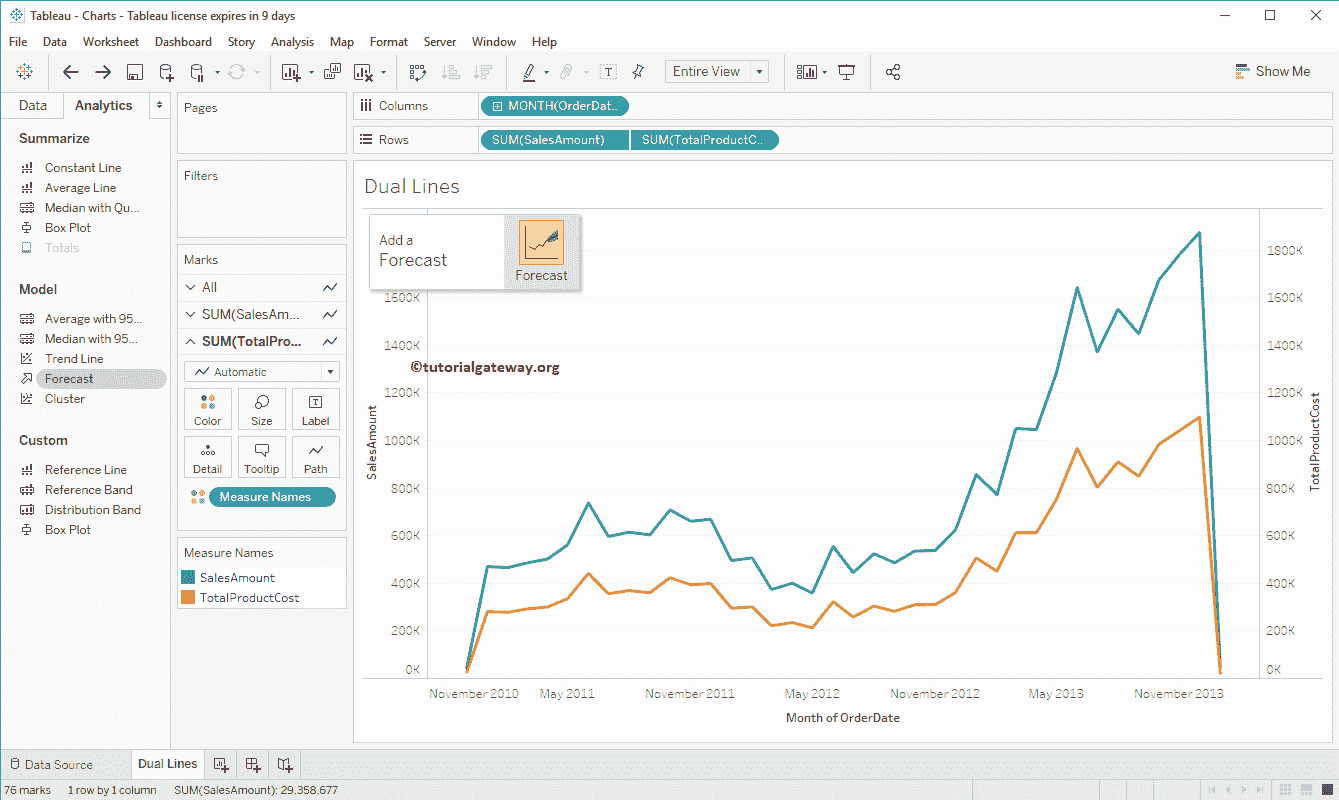 Tableau - Charts - Tableau license expires in 9 days
File Data Worksheet Dashboard Story Analysis Map Format Server Window Help
Entire View
Show Me
Data Analytics
Summarize
Constant Line
Average Line
Median with Qu...
Box Plot
Totals
Model
Average with 95...
Median with 95...
Trend Line
Forecast
Cluster
Custom
Reference Line
Reference Band
Distribution Band
Box Plot
Pages
Filters
Marks
All
SUM(SalesAm...
SUM(TotalPro...
Automatic
Color Size Label
Detail Tooltip Path
Measure Names
Measure Names
SalesAmount
TotalProductCost
Columns MONTH(OrderDat..
Rows SUM(SalesAmount) SUM(TotalProductC..
Dual Lines
Add a
Forecast
Forecast
©tutorialgateway.org
SalesAmount
1600K
1400K
1200K
1000K
800K
600K
400K
200K
0K
1800K
1600K
1400K
1200K
1000K
800K
600K
400K
200K
0K
TotalProductCost
November 2010 May 2011 November 2011 May 2012 November 2012 May 2013 November 2013
Month of OrderDate
Data Source Dual Lines
76 marks 1 row by 1 column SUM(SalesAmount): 29,358,677